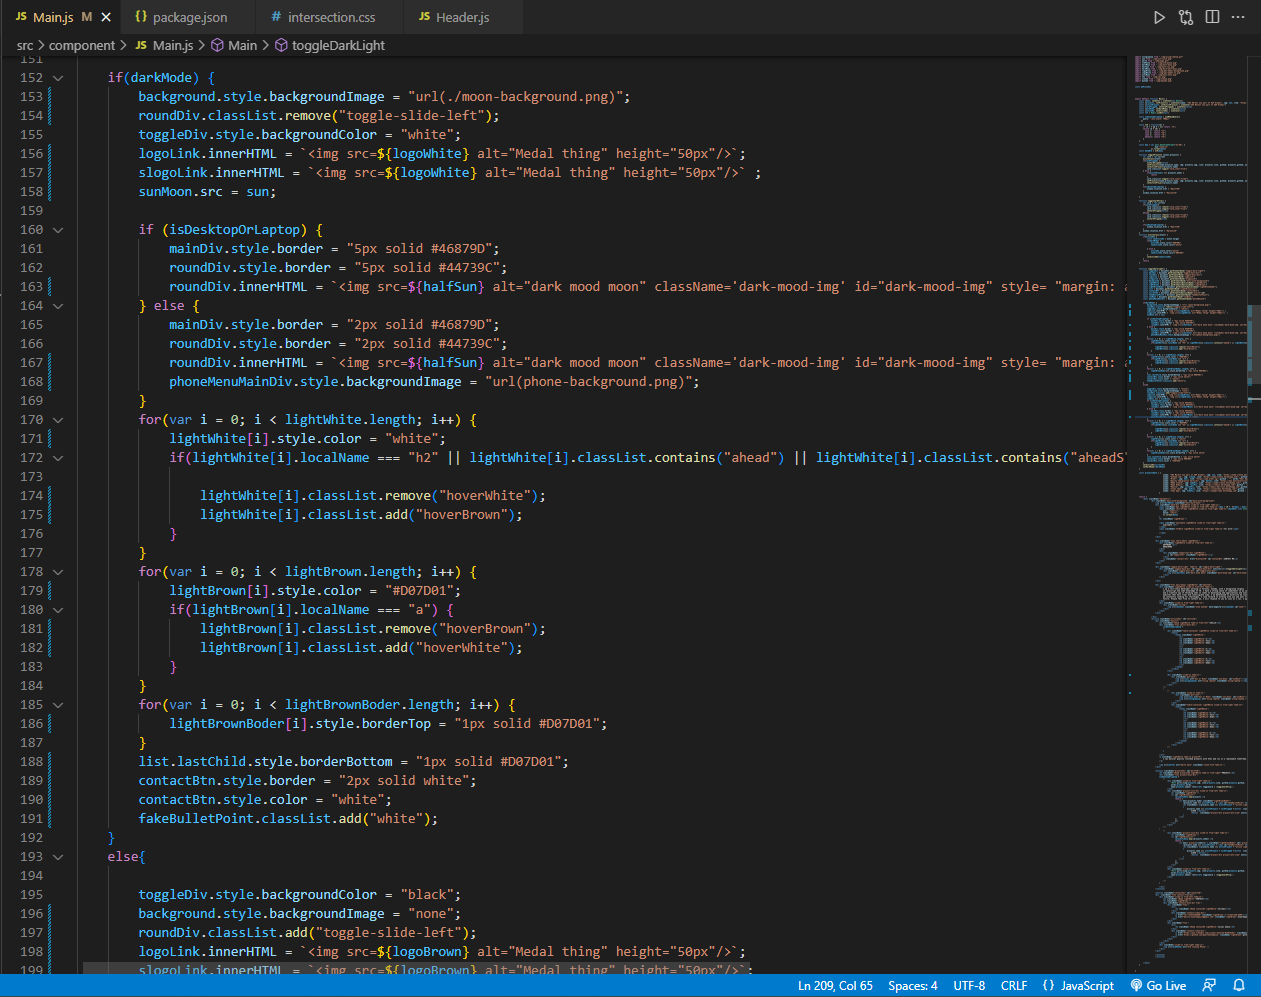 JS Main.js M × {} package.json # intersection.css JS Header.js
src > component > JS Main.js > Main > toggleDarkLight
151
152 if(darkMode) {
153 background.style.backgroundImage = "url(./moon-background.png)";
154 roundDiv.classList.remove("toggle-slide-left");
155 toggleDiv.style.backgroundColor = "white";
156 logoLink.innerHTML = `<img src=${logoWhite} alt="Medal thing" height="50px"/>`;
157 slogoLink.innerHTML = `<img src=${logoWhite} alt="Medal thing" height="50px"/>` ;
158 sunMoon.src = sun;
159
160 if (isDesktopOrLaptop) {
161 mainDiv.style.border = "5px solid #46879D";
162 roundDiv.style.border = "5px solid #44739C";
163 roundDiv.innerHTML = `<img src=${halfSun} alt="dark mood moon" className='dark-mood-img' id="dark-mood-img" style= "margin: a
164 } else {
165 mainDiv.style.border = "2px solid #46879D";
166 roundDiv.style.border = "2px solid #44739C";
167 roundDiv.innerHTML = `<img src=${halfSun} alt="dark mood moon" className='dark-mood-img' id="dark-mood-img" style= "margin: a
168 phoneMenuMainDiv.style.backgroundImage = "url(phone-background.png)";
169 }
170 for(var i = 0; i < lightWhite.length; i++) {
171 lightWhite[i].style.color = "white";
172 if(lightWhite[i].localName === "h2" || lightWhite[i].classList.contains("ahead") || lightWhite[i].classList.contains("aheadS"
173
174 lightWhite[i].classList.remove("hoverWhite");
175 lightWhite[i].classList.add("hoverBrown");
176 }
177 }
178 for(var i = 0; i < lightBrown.length; i++) {
179 lightBrown[i].style.color = "#D07D01";
180 if(lightBrown[i].localName === "a") {
181 lightBrown[i].classList.remove("hoverBrown");
182 lightBrown[i].classList.add("hoverWhite");
183 }
184 }
185 for(var i = 0; i < lightBrownBoder.length; i++) {
186 lightBrownBoder[i].style.borderTop = "1px solid #D07D01";
187 }
188 list.lastChild.style.borderBottom = "1px solid #D07D01";
189 contactBtn.style.border = "2px solid white";
190 contactBtn.style.color = "white";
191 fakeBulletPoint.classList.add("white");
192 }
193 else{
194
195 toggleDiv.style.backgroundColor = "black";
196 background.style.backgroundImage = "none";
197 roundDiv.classList.add("toggle-slide-left");
198 logoLink.innerHTML = `<img src=${logoBrown} alt="Medal thing" height="50px"/>`;
199 slogoLink.innerHTML = `<img src=${logoBrown} alt="Medal thing" height="50px"/>`;
Ln 209, Col 65 Spaces: 4 UTF-8 CRLF {} JavaScript Go Live